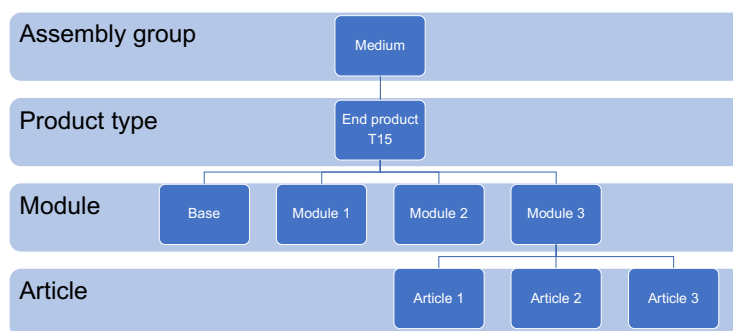 Assembly group
Medium
Product type
End product
T15
Module
Base
Module 1
Module 2
Module 3
Article
Article 1
Article 2
Article 3